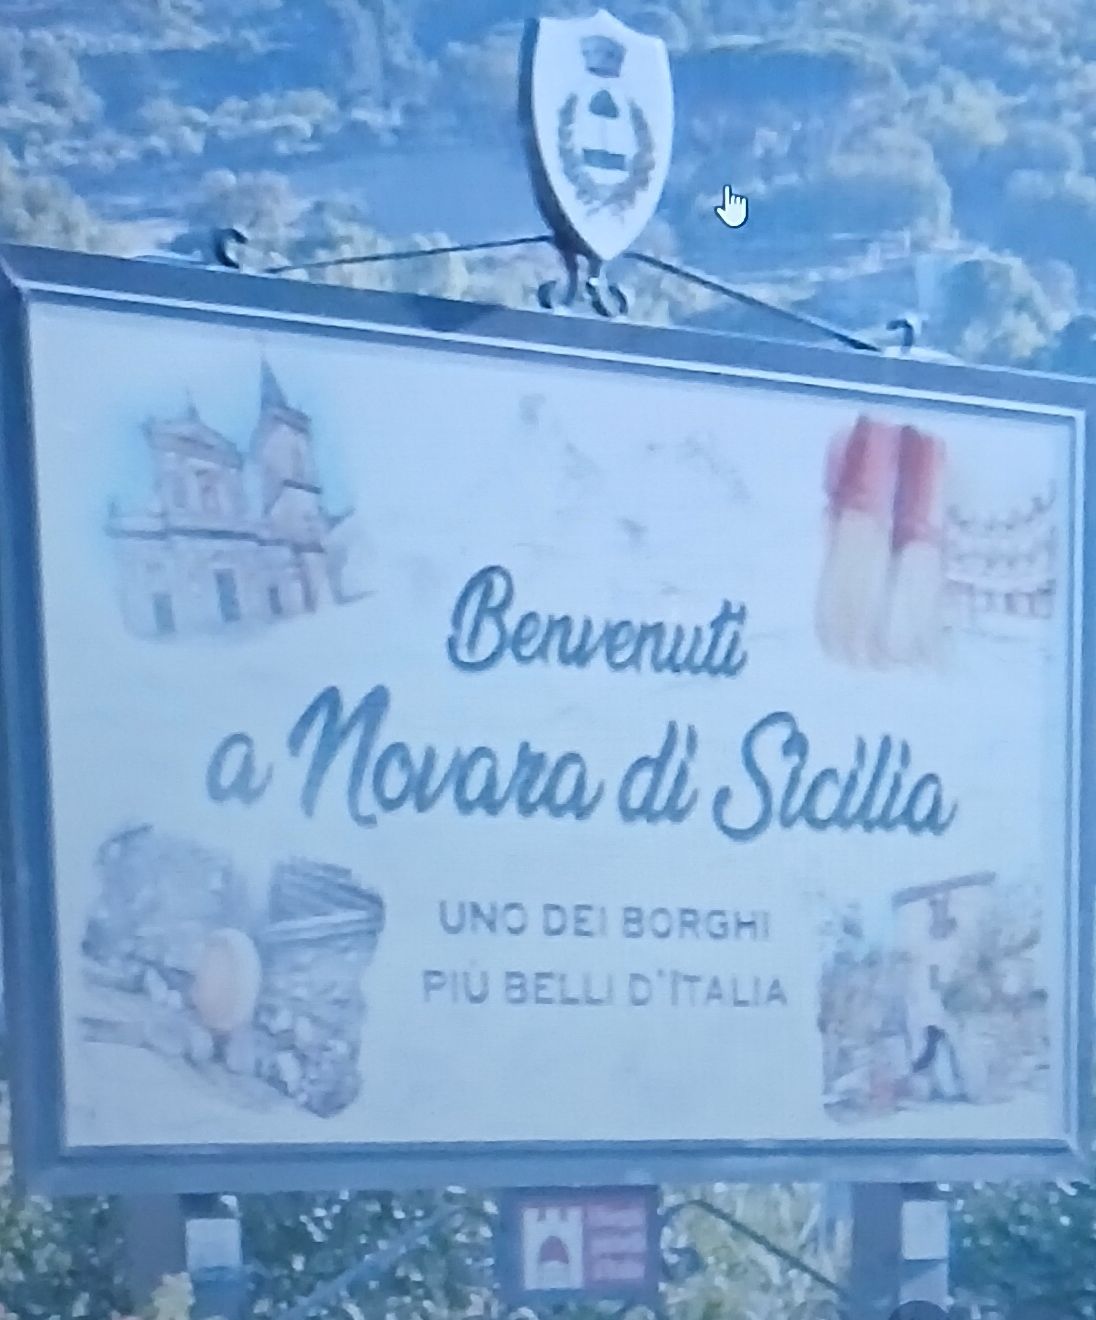 Benvenuti
a Novara di Sicilia
UNO DEI BORGHI
PIÙ BELLI D'ITALIA